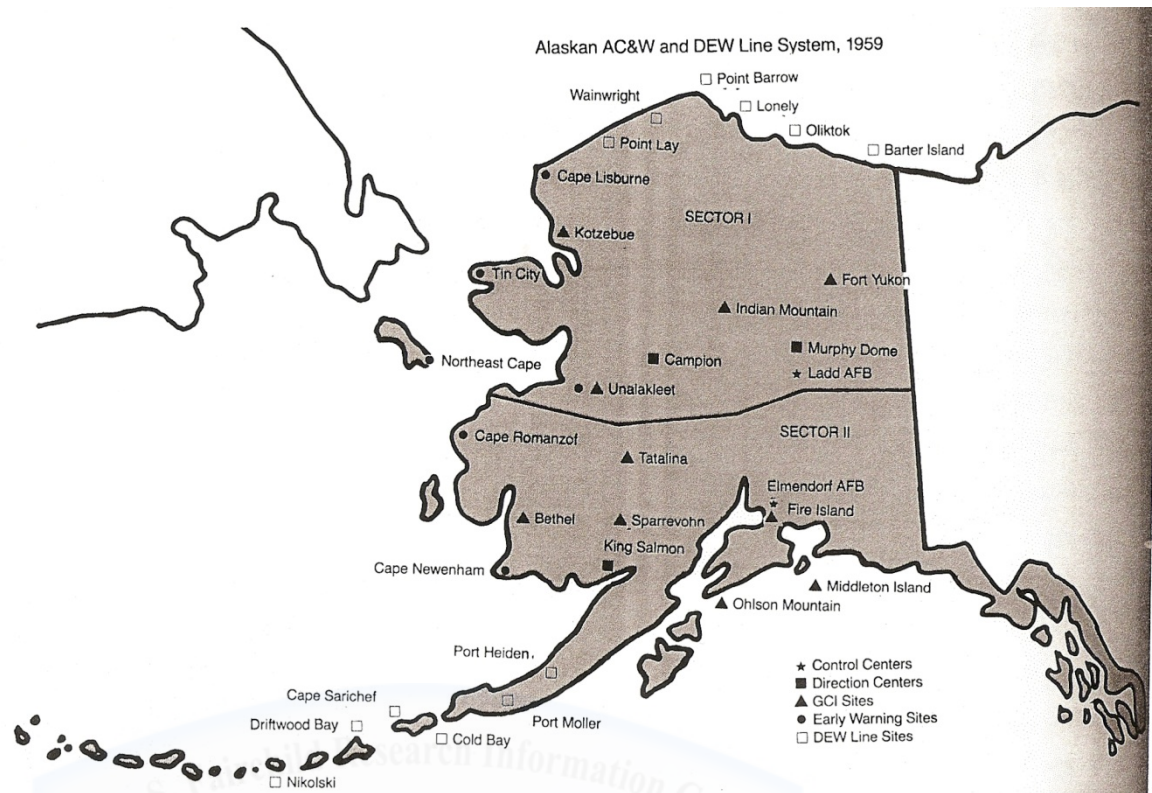 Alaskan AC&W and DEW Line System, 1959
Point Barrow
Wainwright
Lonely
Oliktok
Point Lay
Barter Island
Cape Lisburne
SECTOR I
Kotzebue
Tin City
Fort Yukon
Indian Mountain
Murphy Dome
Northeast Cape
Campion
Ladd AFB
Unalakleet
Cape Romanzof
SECTOR II
Tatalina
Elmendorf AFB
Fire Island
Bethel
Sparrevohn
King Salmon
Cape Newenham
Middleton Island
Ohlson Mountain
Port Heiden
Control Centers
Direction Centers
GCI Sites
Early Warning Sites
DEW Line Sites
Cape Sarichef
Driftwood Bay
Port Moller
Cold Bay
Nikolski
S. Fairchild Research Information C